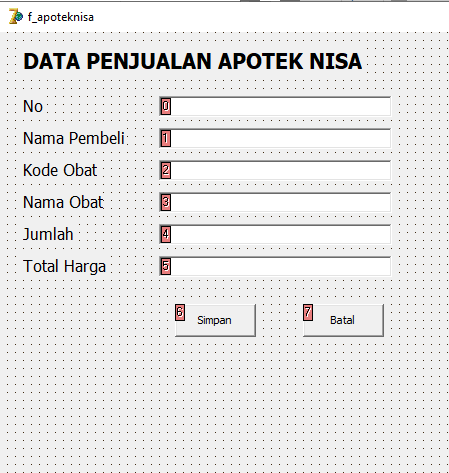 f_apoteknisa
DATA PENJUALAN APOTEK NISA
No 0
Nama Pembeli 1
Kode Obat 2
Nama Obat 3
Jumlah 4
Total Harga 5
6 Simpan 7 Batal